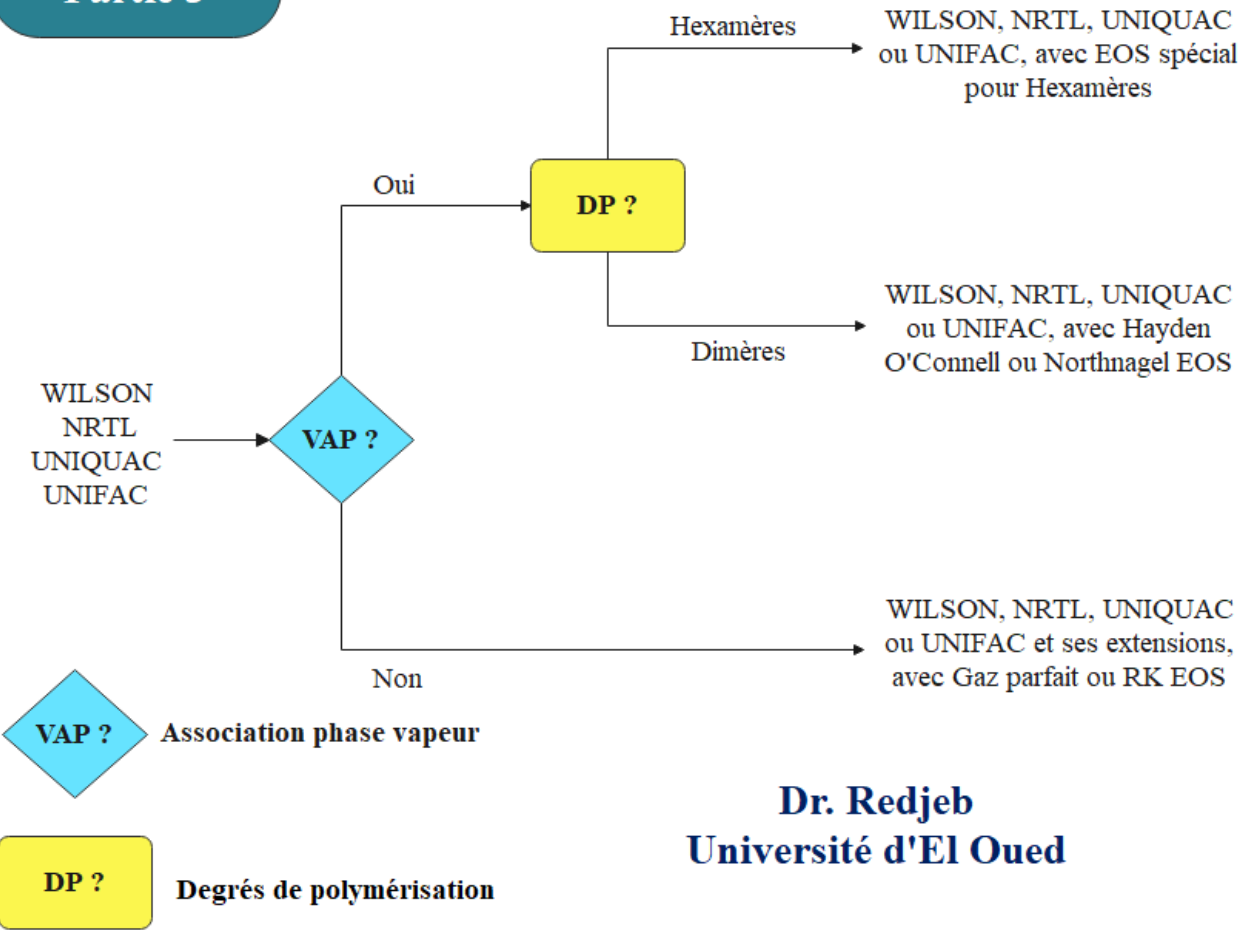 Hexamères
WILSON, NRTL, UNIQUAC
ou UNIFAC, avec EOS spécial
pour Hexamères
Oui
DP ?
WILSON, NRTL, UNIQUAC
ou UNIFAC, avec Hayden
O'Connell ou Northnagel EOS
Dimères
WILSON
NRTL
UNIQUAC
UNIFAC
VAP ?
WILSON, NRTL, UNIQUAC
ou UNIFAC et ses extensions,
avec Gaz parfait ou RK EOS
Non
VAP ?
Association phase vapeur
Dr. Redjeb
Université d'El Oued
DP ?
Degrés de polymérisation